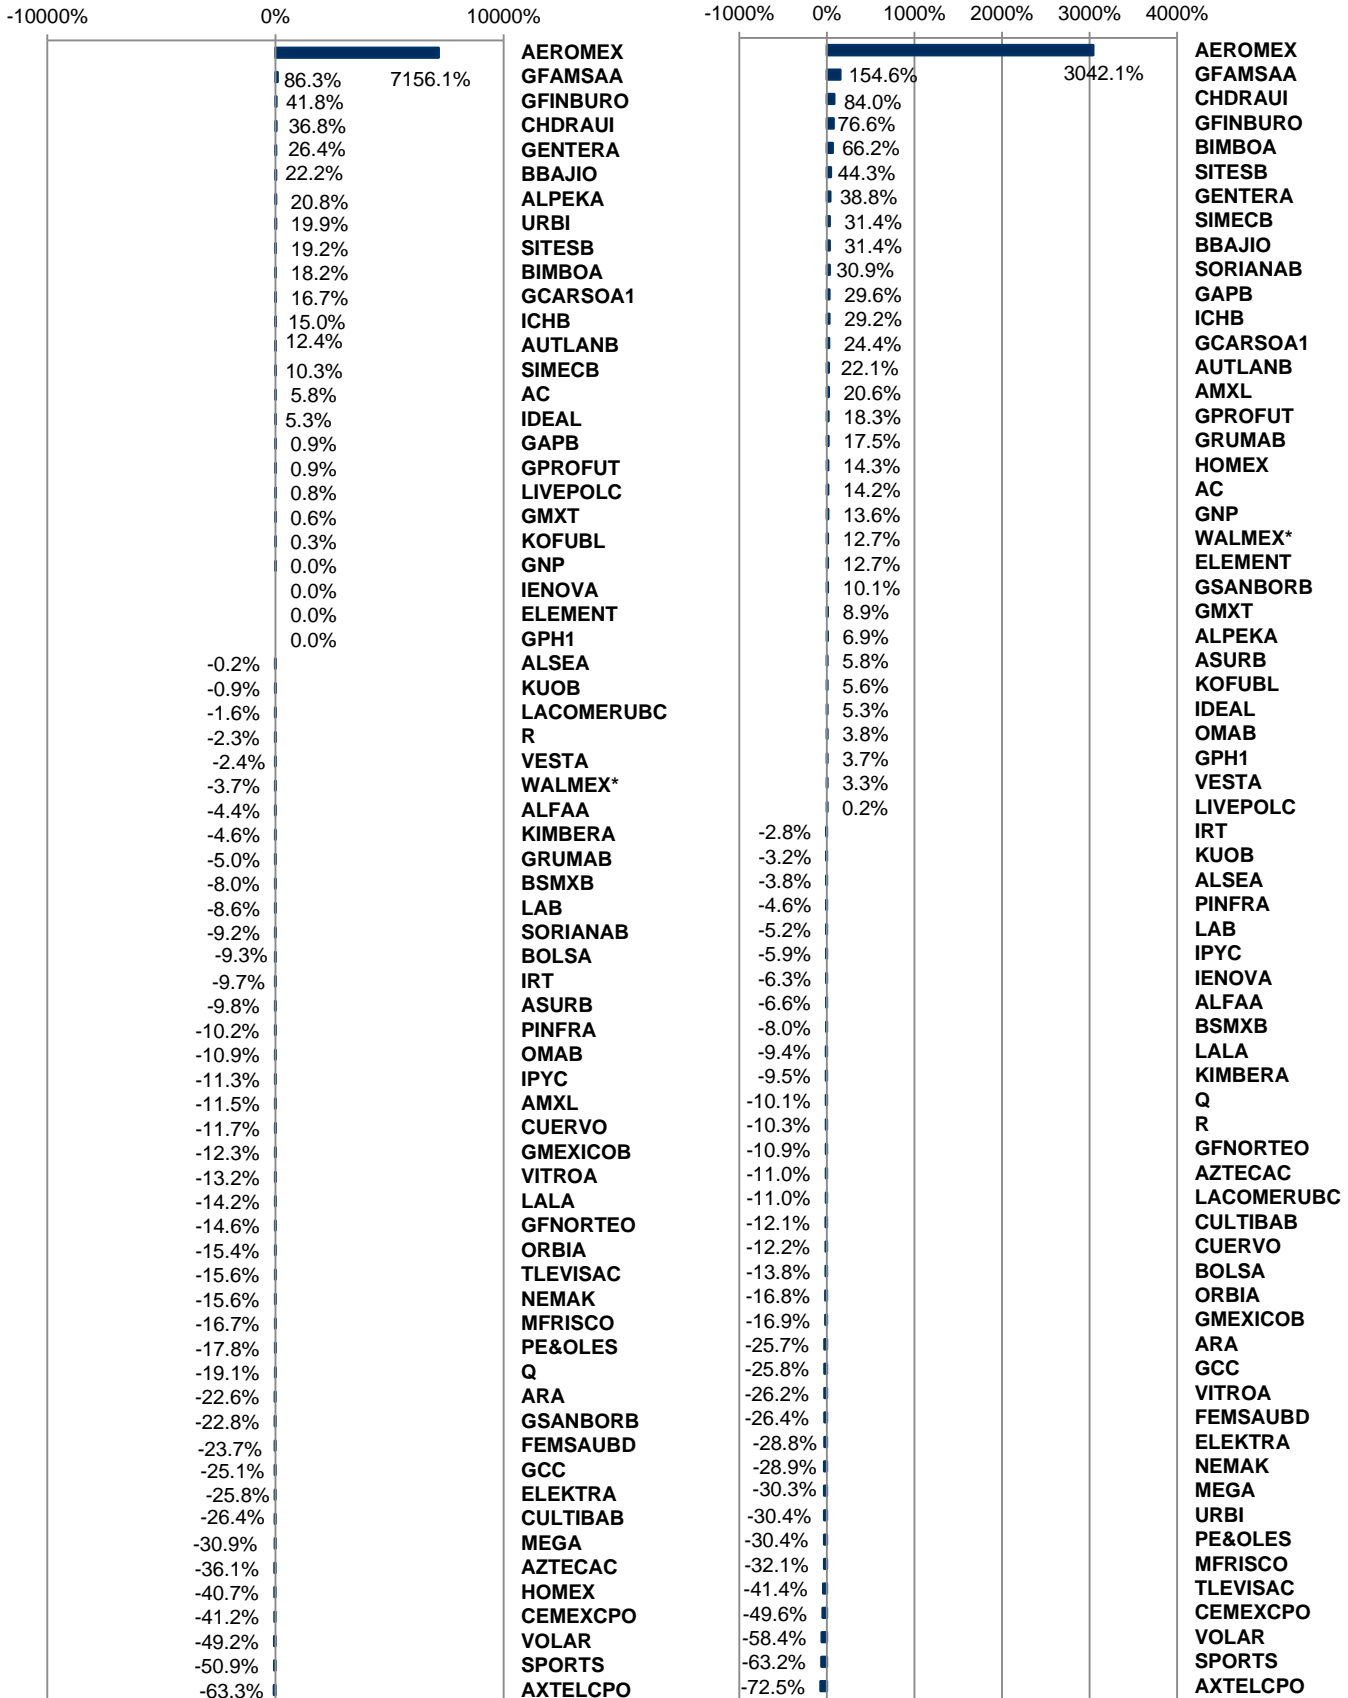 -10000% 0% 10000%
AEROMEX
86.3% 7156.1% GFAMSAA
41.8% GFINBURO
36.8% CHDRAUI
26.4% GENTERA
22.2% BBAJIO
20.8% ALPEKA
19.9% URBI
19.2% SITESB
18.2% BIMBOA
16.7% GCARSOA1
15.0% ICHB
12.4% AUTLANB
10.3% SIMECB
5.8% AC
5.3% IDEAL
0.9% GAPB
0.9% GPROFUT
0.8% LIVEPOLC
0.6% GMXT
0.3% KOFUBL
0.0% GNP
0.0% IENOVA
0.0% ELEMENT
0.0% GPH1
-0.2% ALSEA
-0.9% KUOB
-1.6% LACOMERUBC
-2.3% R
-2.4% VESTA
-3.7% WALMEX*
-4.4% ALFAA
-4.6% KIMBERA
-5.0% GRUMAB
-8.0% BSMXB
-8.6% LAB
-9.2% SORIANAB
-9.3% BOLSA
-9.7% IRT
-9.8% ASURB
-10.2% PINFRA
-10.9% OMAB
-11.3% IPYC
-11.5% AMXL
-11.7% CUERVO
-12.3% GMEXICOB
-13.2% VITROA
-14.2% LALA
-14.6% GFNORTEO
-15.4% ORBIA
-15.6% TLEVISAC
-15.6% NEMAK
-16.7% MFRISCO
-17.8% PE&OLES
-19.1% Q
-22.6% ARA
-22.8% GSANBORB
-23.7% FEMSAUBD
-25.1% GCC
-25.8% ELEKTRA
-26.4% CULTIBAB
-30.9% MEGA
-36.1% AZTECAC
-40.7% HOMEX
-41.2% CEMEXCPO
-49.2% VOLAR
-50.9% SPORTS
-63.3% AXTELCPO
-1000% 0% 1000% 2000% 3000% 4000%
AEROMEX
154.6% 3042.1% GFAMSAA
84.0% CHDRAUI
76.6% GFINBURO
66.2% BIMBOA
44.3% SITESB
38.8% GENTERA
31.4% SIMECB
31.4% BBAJIO
30.9% SORIANAB
29.6% GAPB
29.2% ICHB
24.4% GCARSOA1
22.1% AUTLANB
20.6% AMXL
18.3% GPROFUT
17.5% GRUMAB
14.3% HOMEX
14.2% AC
13.6% GNP
12.7% WALMEX*
12.7% ELEMENT
10.1% GSANBORB
8.9% GMXT
6.9% ALPEKA
5.8% ASURB
5.6% KOFUBL
5.3% IDEAL
3.8% OMAB
3.7% GPH1
3.3% VESTA
0.2% LIVEPOLC
-2.8% IRT
-3.2% KUOB
-3.8% ALSEA
-4.6% PINFRA
-5.2% LAB
-5.9% IPYC
-6.3% IENOVA
-6.6% ALFAA
-8.0% BSMXB
-9.4% LALA
-9.5% KIMBERA
-10.1% Q
-10.3% R
-10.9% GFNORTEO
-11.0% AZTECAC
-11.0% LACOMERUBC
-12.1% CULTIBAB
-12.2% CUERVO
-13.8% BOLSA
-16.8% ORBIA
-16.9% GMEXICOB
-25.7% ARA
-25.8% GCC
-26.2% VITROA
-26.4% FEMSAUBD
-28.8% ELEKTRA
-28.9% NEMAK
-30.3% MEGA
-30.4% URBI
-30.4% PE&OLES
-32.1% MFRISCO
-41.4% TLEVISAC
-49.6% CEMEXCPO
-58.4% VOLAR
-63.2% SPORTS
-72.5% AXTELCPO